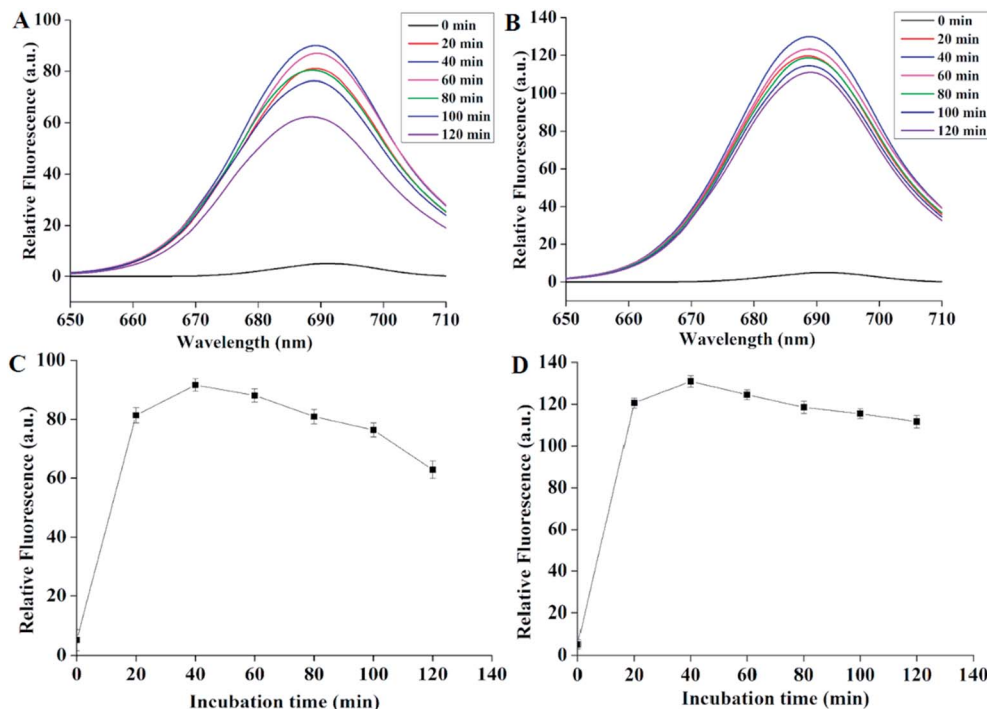 A
100
80
60
40
20
0
Relative Fluorescence (a.u.)
650 660 670 680 690 700 710
Wavelength (nm)
0 min
20 min
40 min
60 min
80 min
100 min
120 min
B
140
120
100
80
60
40
20
0
Relative Fluorescence (a.u.)
650 660 670 680 690 700 710
Wavelength (nm)
0 min
20 min
40 min
60 min
80 min
100 min
120 min
C
100
80
60
40
20
0
Relative Fluorescence (a.u.)
0 20 40 60 80 100 120 140
Incubation time (min)
D
140
120
100
80
60
40
20
0
Relative Fluorescence (a.u.)
0 20 40 60 80 100 120 140
Incubation time (min)